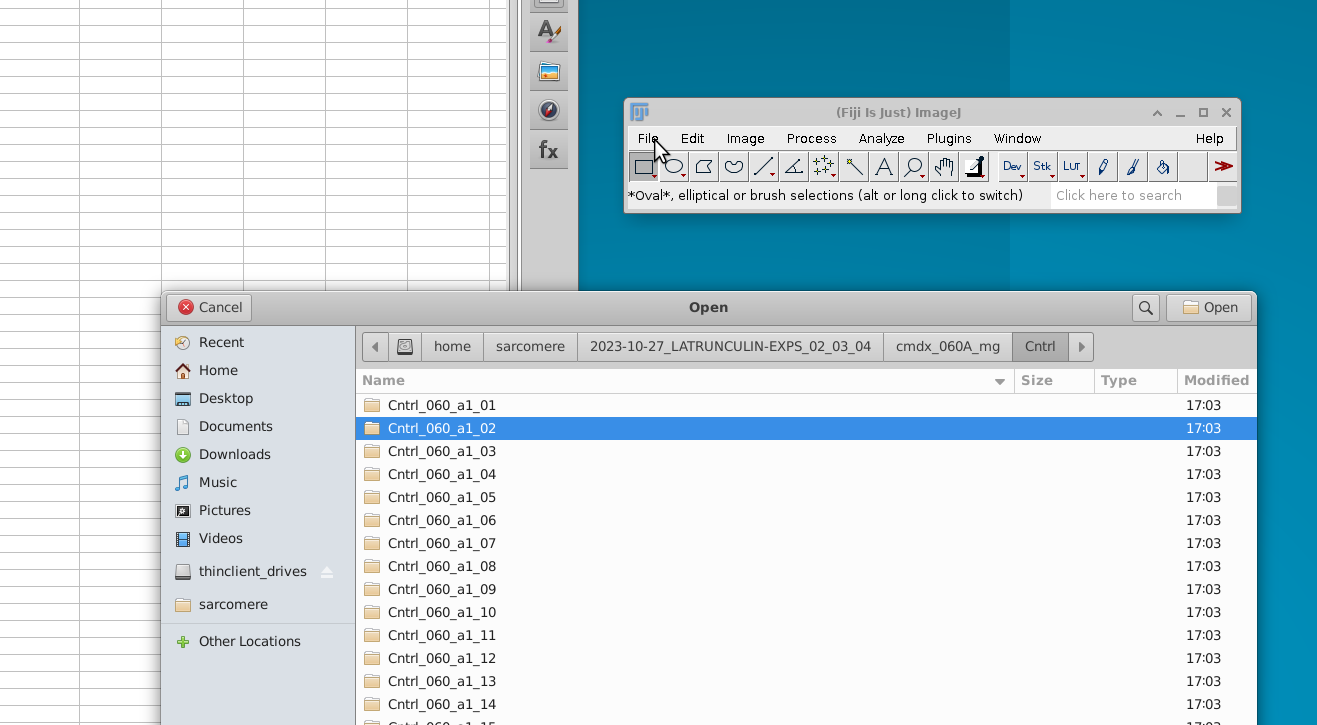 (Fiji Is Just) ImageJ
File Edit Image Process Analyze Plugins Window Help
Dev Stk LUT
*Oval*, elliptical or brush selections (alt or long click to switch) Click here to search
fx
Cancel Open Open
Recent
Home
Desktop
Documents
Downloads
Music
Pictures
Videos
thinclient_drives
sarcomere
Other Locations
home sarcomere 2023-10-27_LATRUNCULIN-EXPS_02_03_04 cmdx_060A_mg Cntrl
Name Size Type Modified
Cntrl_060_a1_01 17:03
Cntrl_060_a1_02 17:03
Cntrl_060_a1_03 17:03
Cntrl_060_a1_04 17:03
Cntrl_060_a1_05 17:03
Cntrl_060_a1_06 17:03
Cntrl_060_a1_07 17:03
Cntrl_060_a1_08 17:03
Cntrl_060_a1_09 17:03
Cntrl_060_a1_10 17:03
Cntrl_060_a1_11 17:03
Cntrl_060_a1_12 17:03
Cntrl_060_a1_13 17:03
Cntrl_060_a1_14 17:03